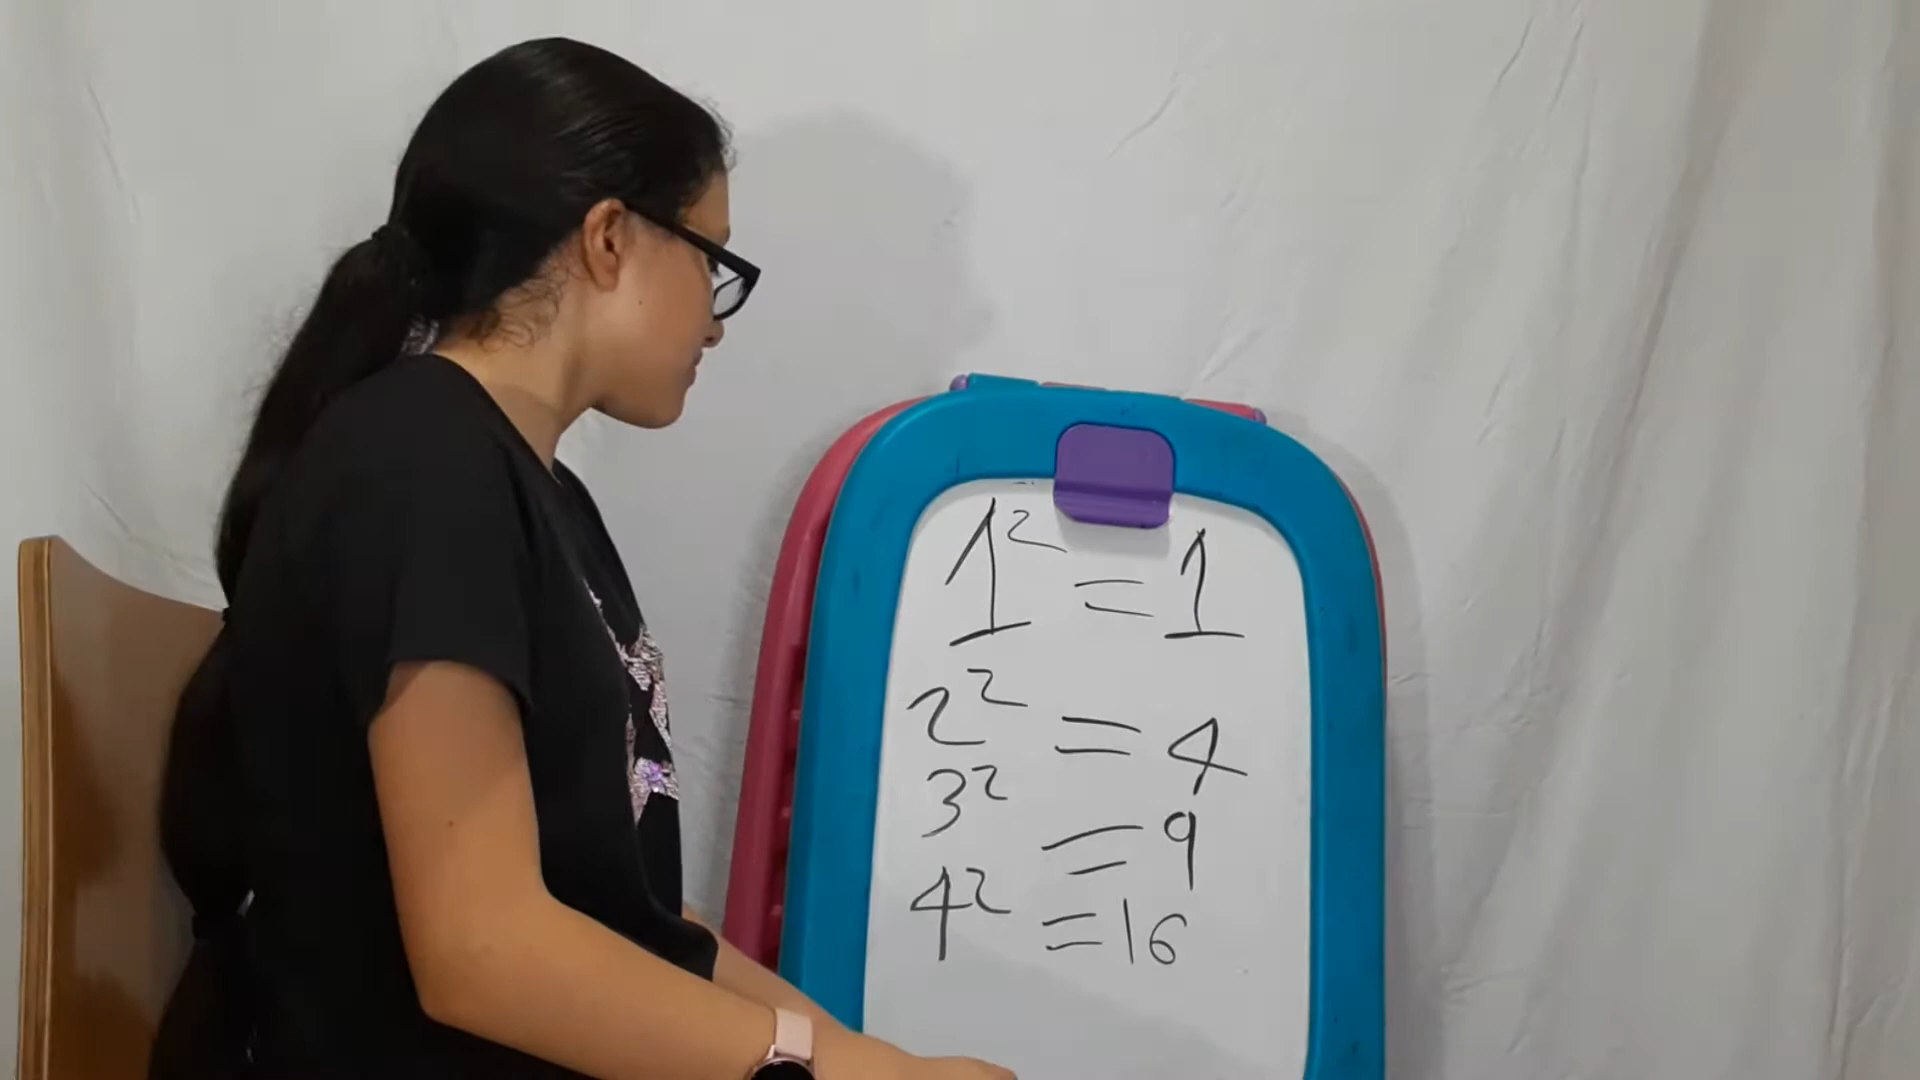 1² = 1
2² = 4
3² = 9
4² = 16